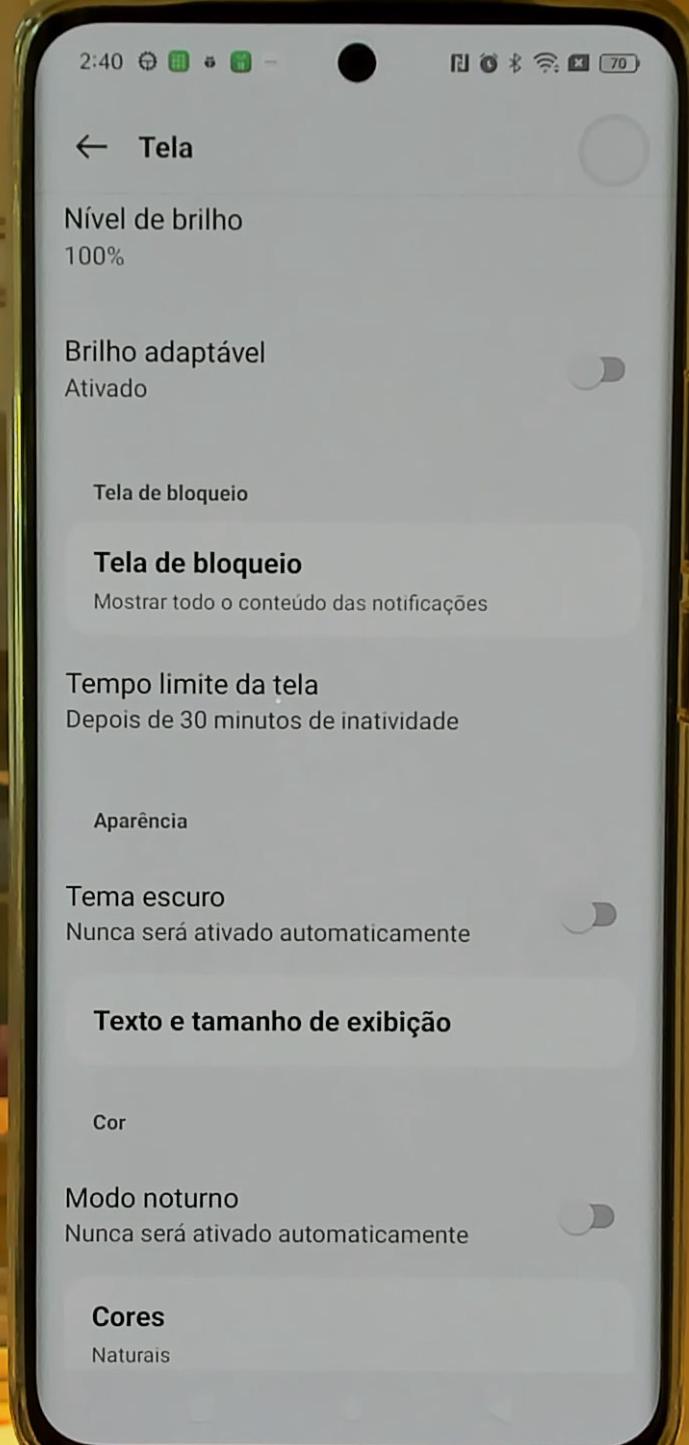 2:40
70
Tela
Nível de brilho
100%
Brilho adaptável
Ativado
Tela de bloqueio
Tela de bloqueio
Mostrar todo o conteúdo das notificações
Tempo limite da tela
Depois de 30 minutos de inatividade
Aparência
Tema escuro
Nunca será ativado automaticamente
Texto e tamanho de exibição
Cor
Modo noturno
Nunca será ativado automaticamente
Cores
Naturais